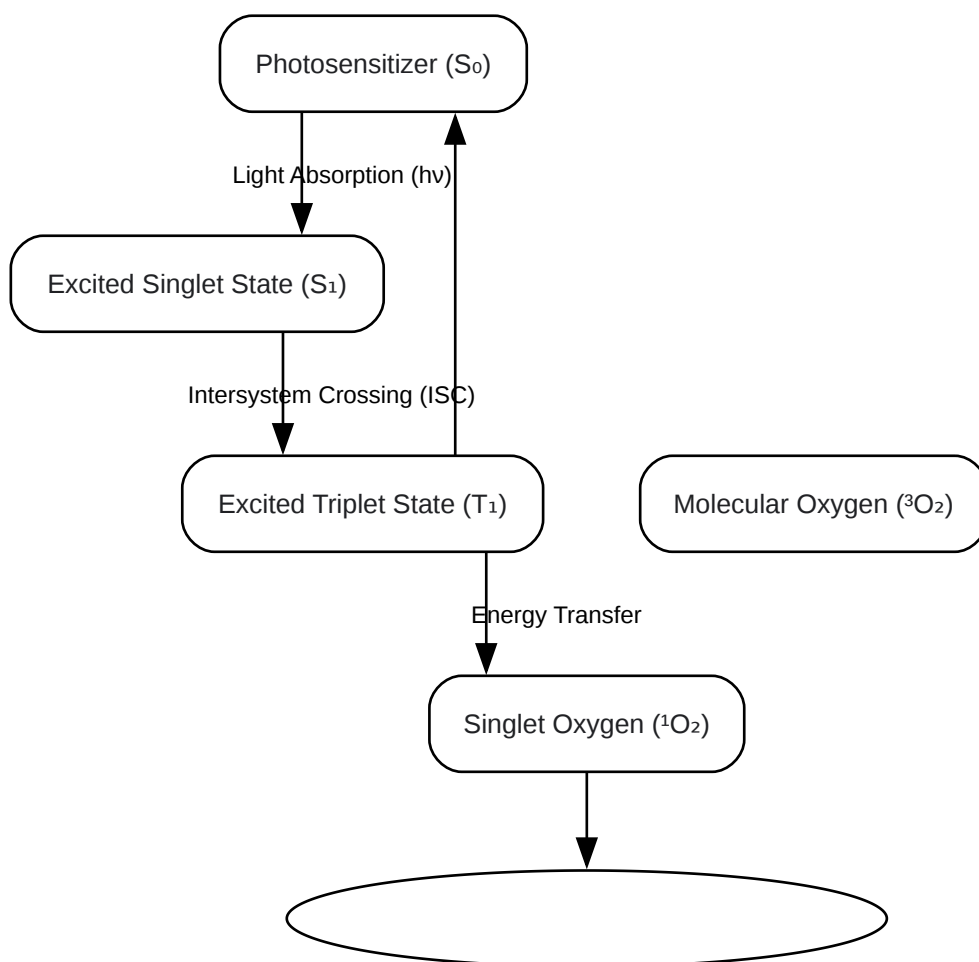 Photosensitizer (S₀)
Light Absorption (hν)
Excited Singlet State (S₁)
Intersystem Crossing (ISC)
Excited Triplet State (T₁)
Molecular Oxygen (³O₂)
Energy Transfer
Singlet Oxygen (¹O₂)